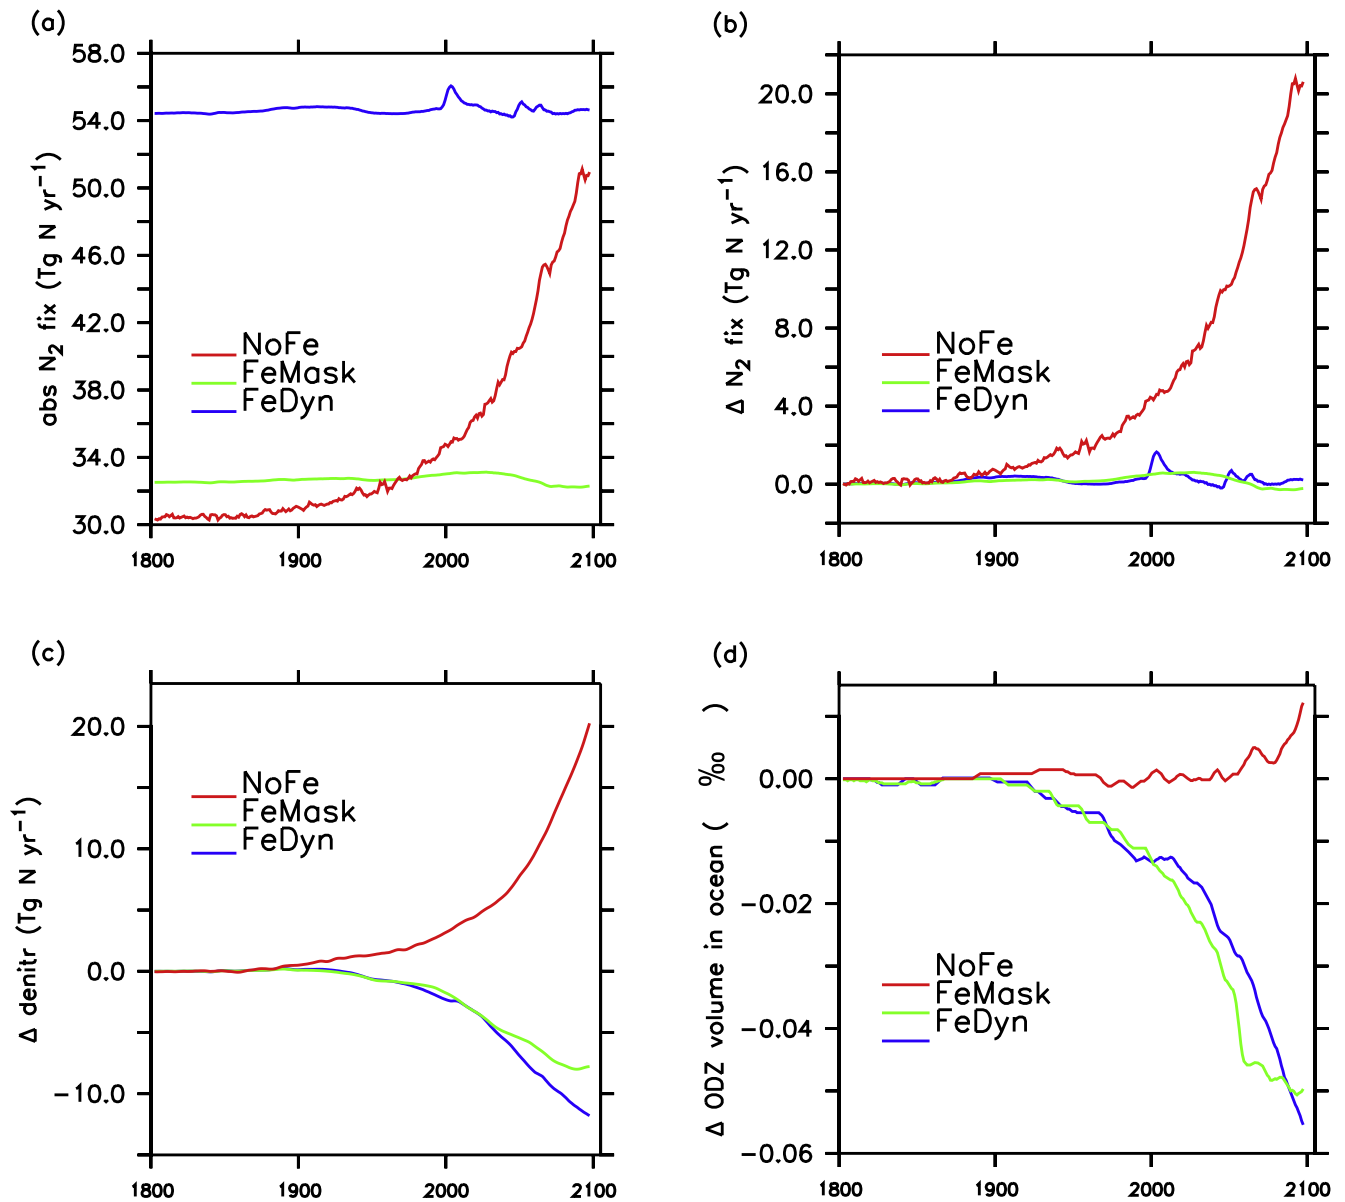 (a)
58.0
54.0
50.0
46.0
42.0
38.0
34.0
30.0
abs N2 fix (Tg N yr−1)
NoFe
FeMask
FeDyn
1800 1900 2000 2100
(b)
20.0
16.0
12.0
8.0
4.0
0.0
Δ N2 fix (Tg N yr−1)
NoFe
FeMask
FeDyn
1800 1900 2000 2100
(c)
20.0
10.0
0.0
−10.0
Δ denitr (Tg N yr−1)
NoFe
FeMask
FeDyn
1800 1900 2000 2100
(d)
0.00
−0.02
−0.04
−0.06
Δ ODZ volume in ocean ( ‰ )
NoFe
FeMask
FeDyn
1800 1900 2000 2100